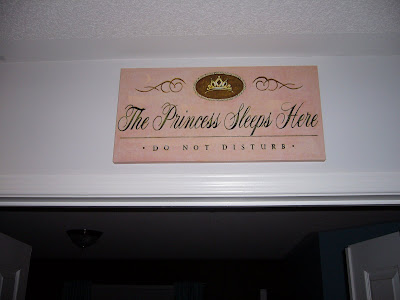 The Princess Sleeps Here
• DO NOT DISTURB •